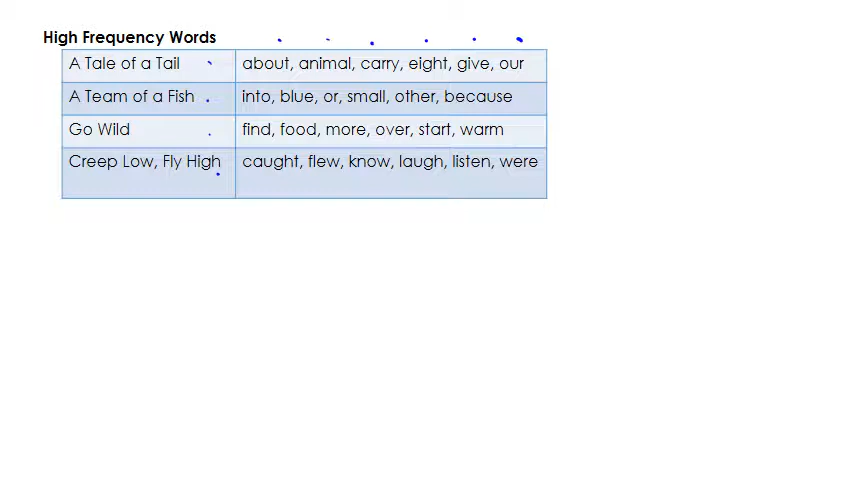 High Frequency Words
A Tale of a Tail about, animal, carry, eight, give, our
A Team of a Fish into, blue, or, small, other, because
Go Wild find, food, more, over, start, warm
Creep Low, Fly High caught, flew, know, laugh, listen, were